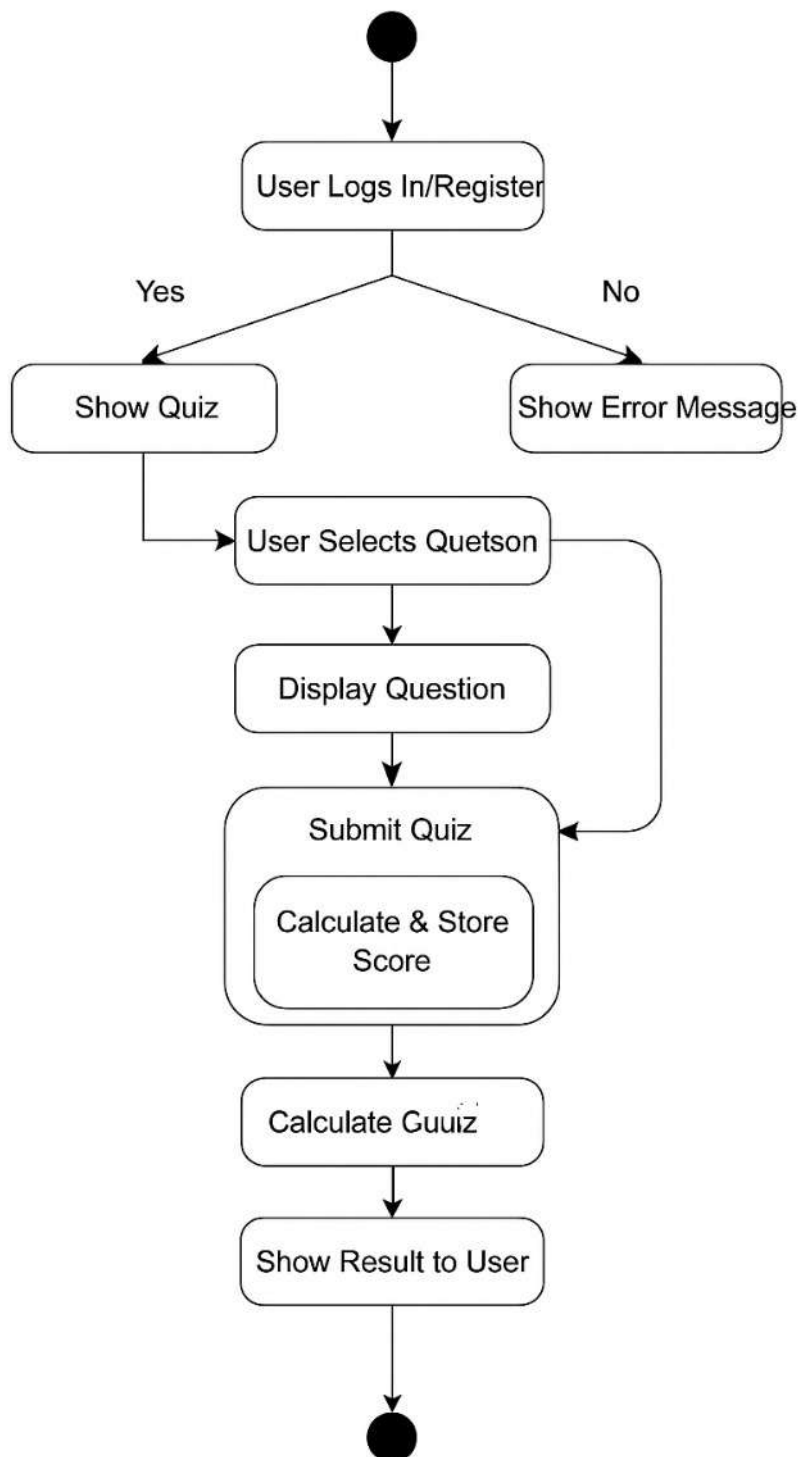 User Logs In/Register
Yes
No
Show Quiz
Show Error Message
User Selects Quetson
Display Question
Submit Quiz
Calculate & Store
Score
Calculate Guuiz
Show Result to User